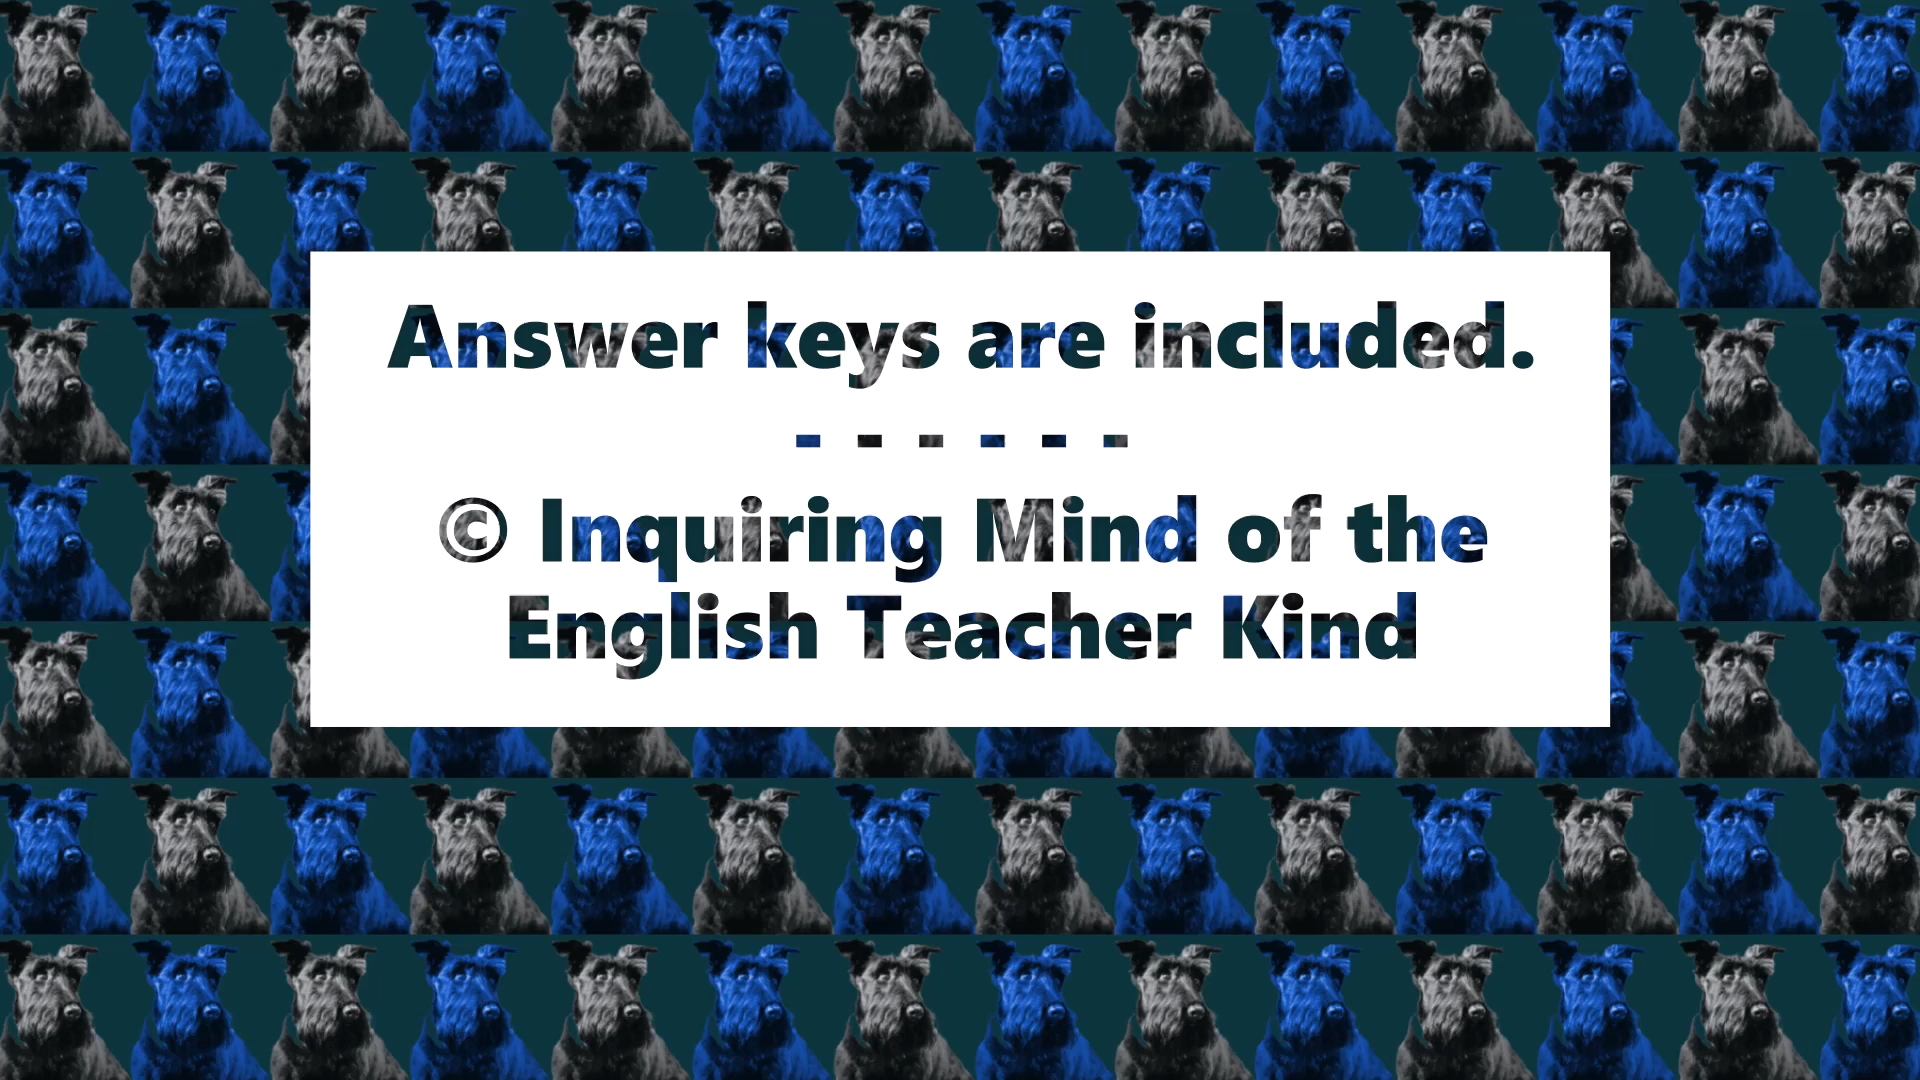 Answer keys are included.
- - - - - -
© Inquiring Mind of the
English Teacher Kind